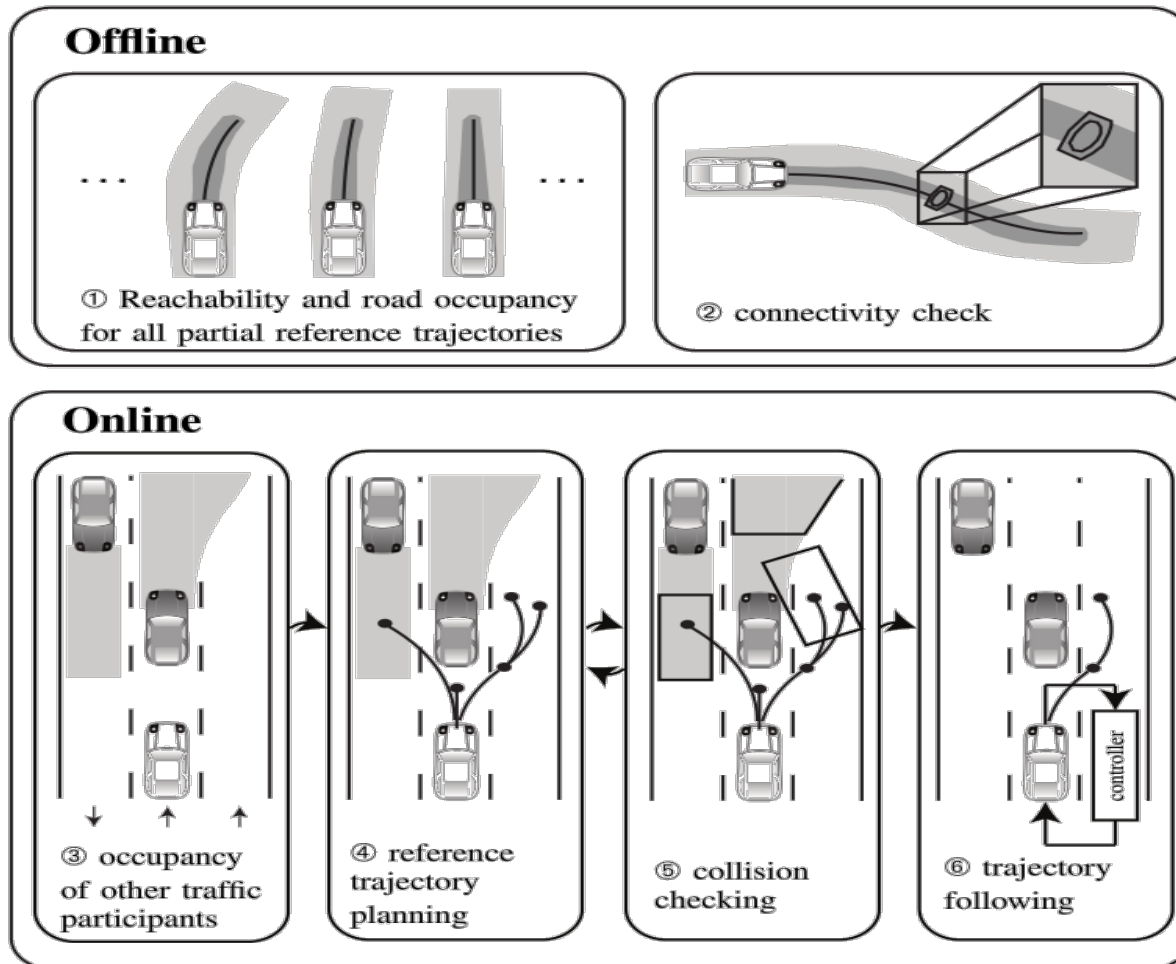 Offline
① Reachability and road occupancy
for all partial reference trajectories
② connectivity check
Online
③ occupancy
of other traffic
participants
④ reference
trajectory
planning
⑤ collision
checking
controller
⑥ trajectory
following